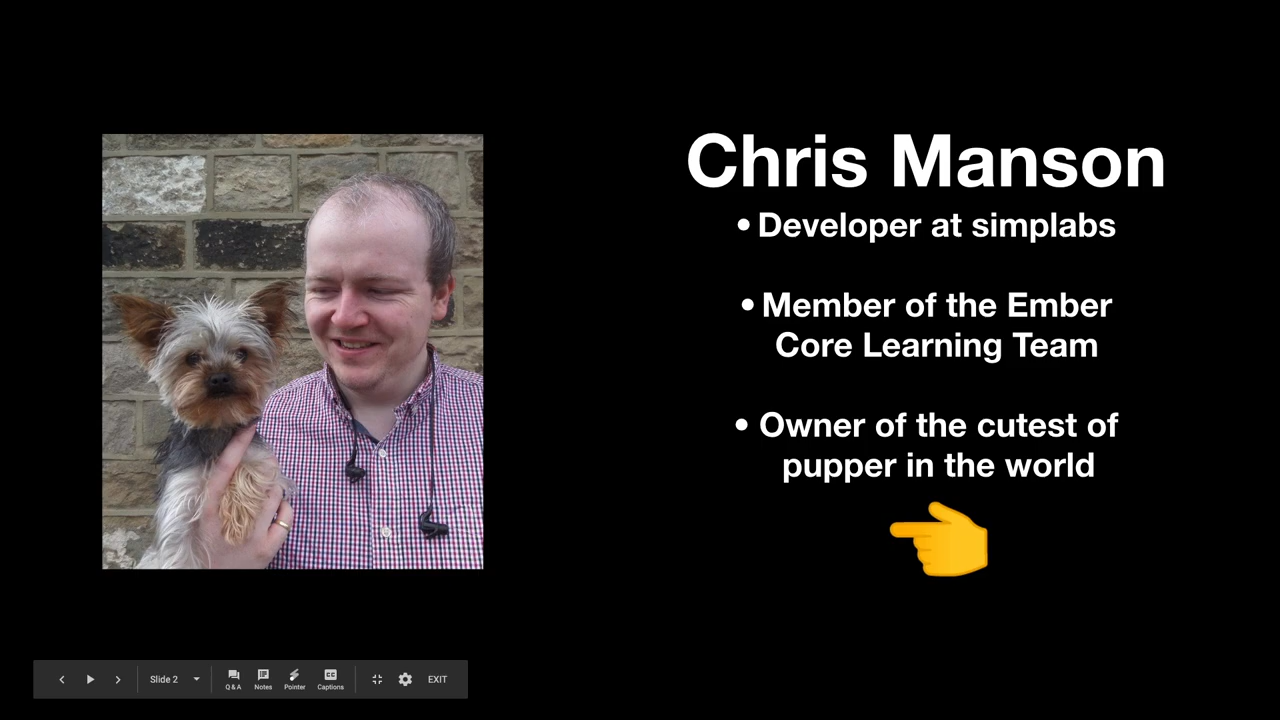 Chris Manson
• Developer at simplabs
• Member of the Ember
Core Learning Team
• Owner of the cutest of
pupper in the world
Slide 2
Q & A
Notes
Pointer
Captions
EXIT